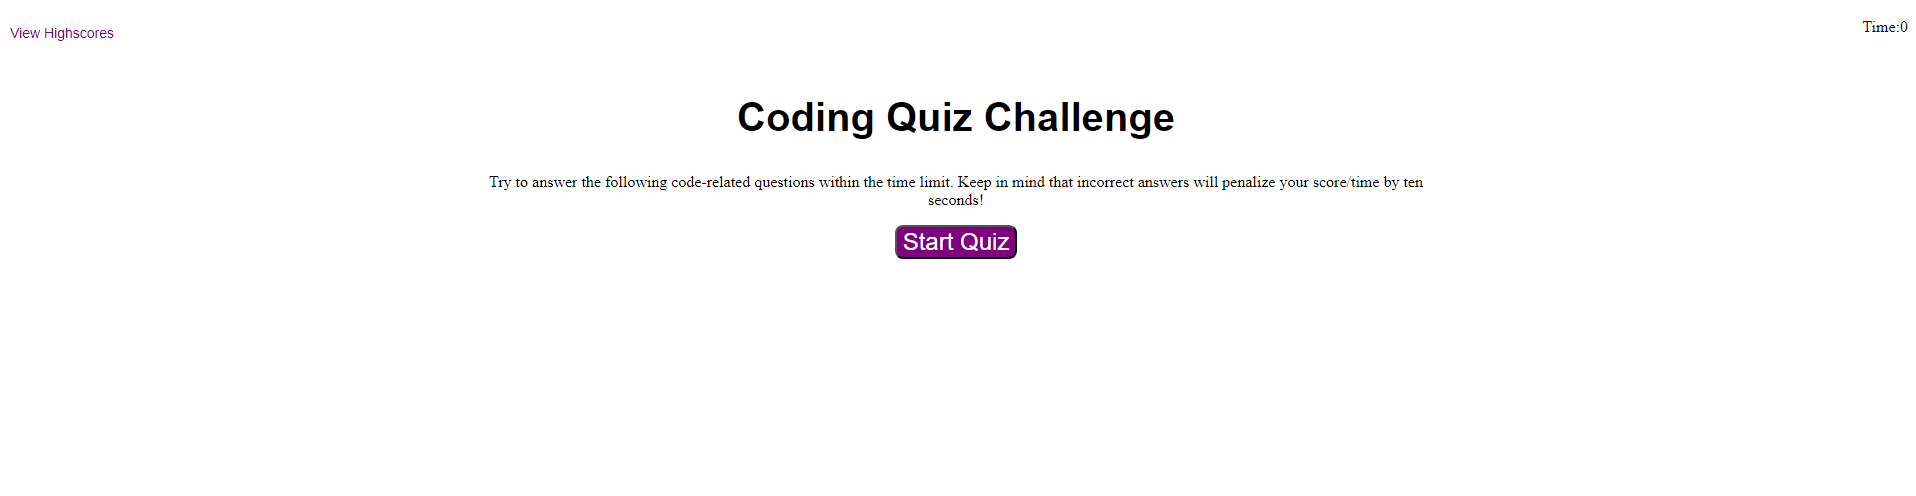 View Highscores
Time:0
Coding Quiz Challenge
Try to answer the following code-related questions within the time limit. Keep in mind that incorrect answers will penalize your score/time by ten
seconds!
Start Quiz